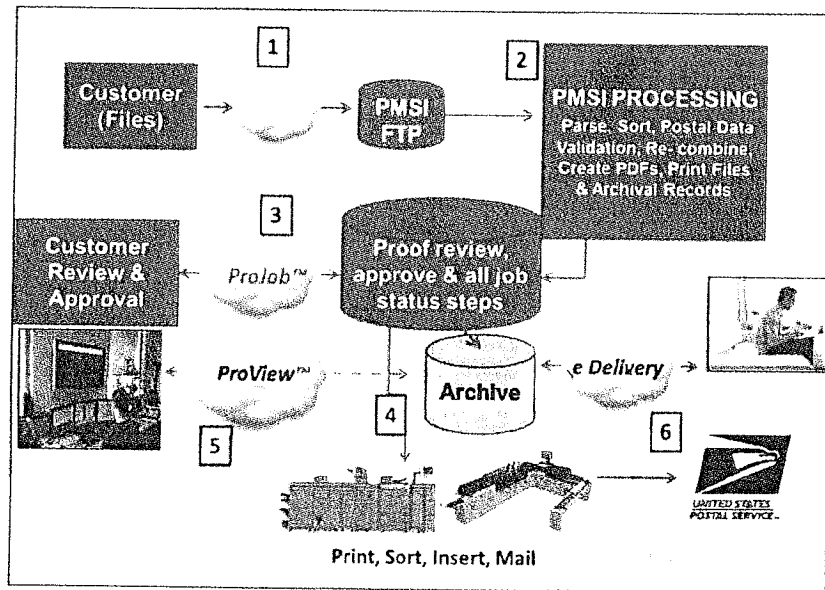 1
2
Customer
(Files)
PMSI
FTP
PMSI PROCESSING
Parse, Sort, Postal Data
Validation, Re-combine,
Create PDFs, Print Files
& Archival Records
3
Customer
Review &
Approval
ProJob™
Proof review,
approve & all job
status steps
ProView™
Archive
e Delivery
4
5
6
UNITED STATES
POSTAL SERVICE™
Print, Sort, Insert, Mail